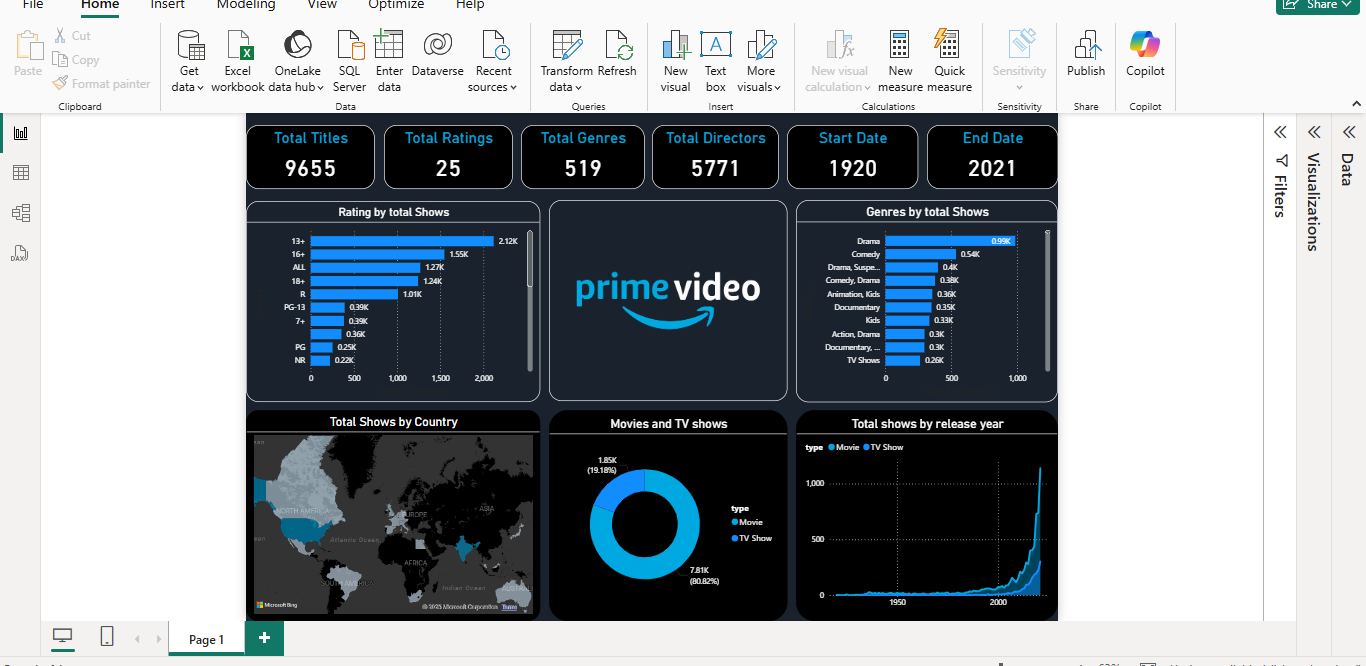 File Home Insert Modeling View Optimize Help Share
Paste Cut Copy Format painter
Get data Excel workbook OneLake data hub SQL Server Enter data Dataverse Recent sources
Transform data Refresh New visual Text box More visuals
New visual calculation New measure Quick measure Sensitivity Publish Copilot
Clipboard Data Queries Insert Calculations Sensitivity Share Copilot
Filters
Visualizations
Data
DAX
Total Titles
9655
Total Ratings
25
Total Genres
519
Total Directors
5771
Start Date
1920
End Date
2021
Rating by total Shows
13+ 2.12K
16+ 1.55K
ALL 1.27K
18+ 1.24K
R 1.01K
PG-13 0.39K
7+ 0.39K
0.36K
PG 0.25K
NR 0.22K
0 500 1,000 1,500 2,000
prime video
Genres by total Shows
Drama 0.99K
Comedy 0.54K
Drama, Suspe... 0.4K
Comedy, Drama 0.38K
Animation, Kids 0.36K
Documentary 0.35K
Kids 0.33K
Action, Drama 0.3K
Documentary, ... 0.3K
TV Shows 0.26K
0 500 1,000
Total Shows by Country
NORTH AMERICA
EUROPE
ASIA
Atlantic Ocean
AFRICA
SOUTH AMERICA
Indian Ocean
Microsoft Bing
© 2025 Microsoft Corporation Terms
Movies and TV shows
1.85K
(19.18%)
type
Movie
TV Show
7.81K
(80.82%)
Total shows by release year
type Movie TV Show
1,000
500
0
1950 2000
Page 1